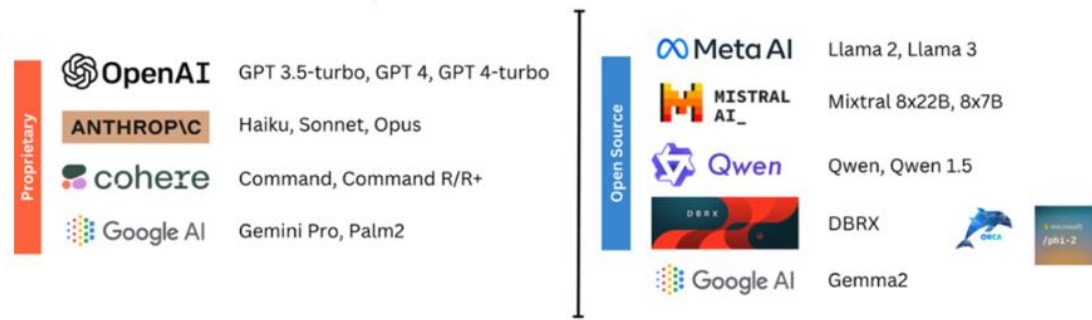 Proprietary
OpenAI
GPT 3.5-turbo, GPT 4, GPT 4-turbo
ANTHROP\C
Haiku, Sonnet, Opus
cohere
Command, Command R/R+
Google AI
Gemini Pro, Palm2
Open Source
Meta AI
Llama 2, Llama 3
MISTRAL
AI_
Mixtral 8x22B, 8x7B
Qwen
Qwen, Qwen 1.5
DBRX
DBRX
ORCA
Microsoft
/phi-2
Google AI
Gemma2